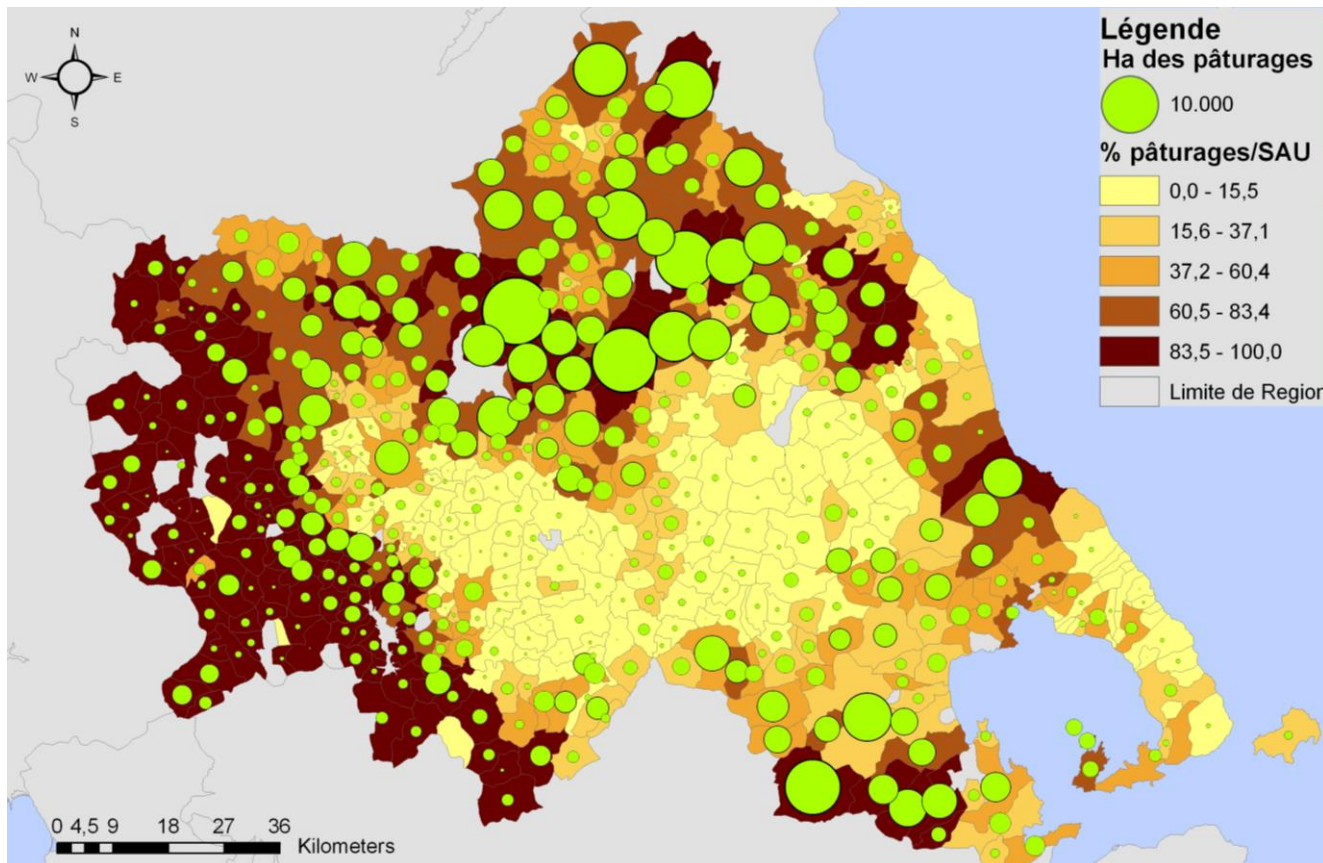 N
W E
S
Légende
Ha des pâturages
10.000
% pâturages/SAU
0,0 - 15,5
15,6 - 37,1
37,2 - 60,4
60,5 - 83,4
83,5 - 100,0
Limite de Region
0 4,5 9 18 27 36
Kilometers